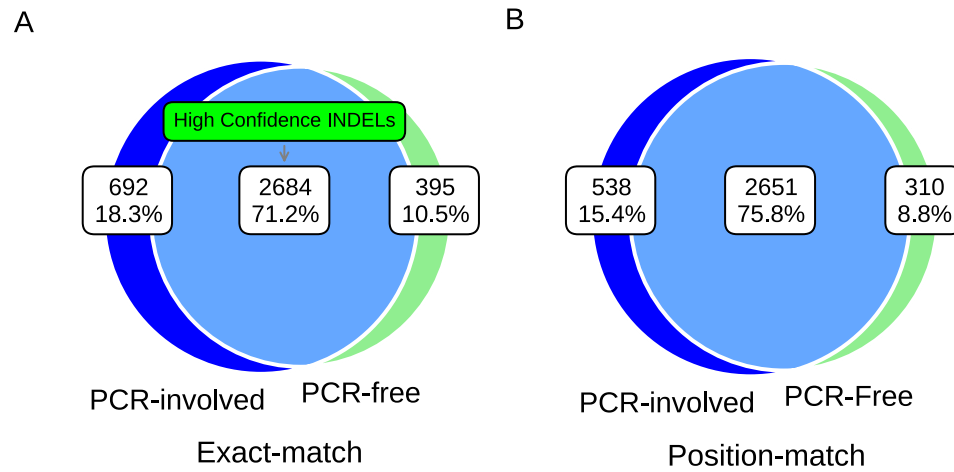 A
High Confidence INDELs
692
18.3%
2684
71.2%
395
10.5%
PCR-involved
PCR-free
Exact-match
B
538
15.4%
2651
75.8%
310
8.8%
PCR-involved
PCR-Free
Position-match